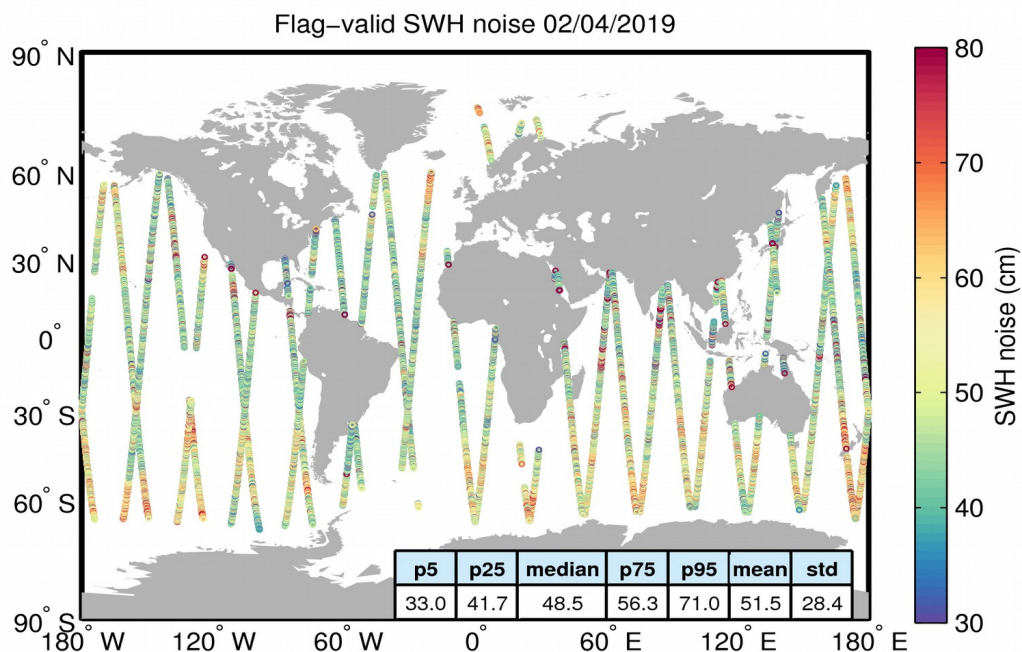 Flag−valid SWH noise 02/04/2019
90° N
60° N
30° N
0°
30° S
60° S
90° S
180° W
120° W
60° W
0°
60° E
120° E
180° E
80
70
60
50
40
30
SWH noise (cm)
p5 p25 median p75 p95 mean std
33.0 41.7 48.5 56.3 71.0 51.5 28.4